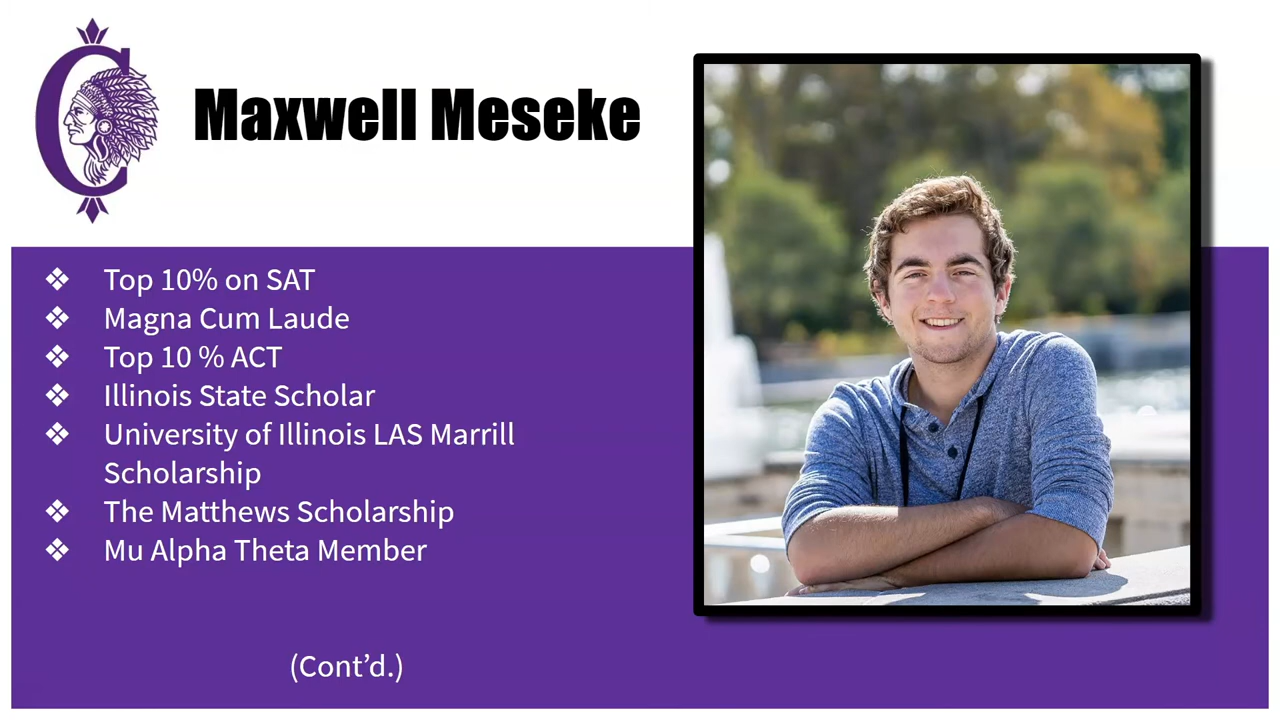 Maxwell Meseke
❖ Top 10% on SAT
❖ Magna Cum Laude
❖ Top 10 % ACT
❖ Illinois State Scholar
❖ University of Illinois LAS Marrill
Scholarship
❖ The Matthews Scholarship
❖ Mu Alpha Theta Member
(Cont’d.)